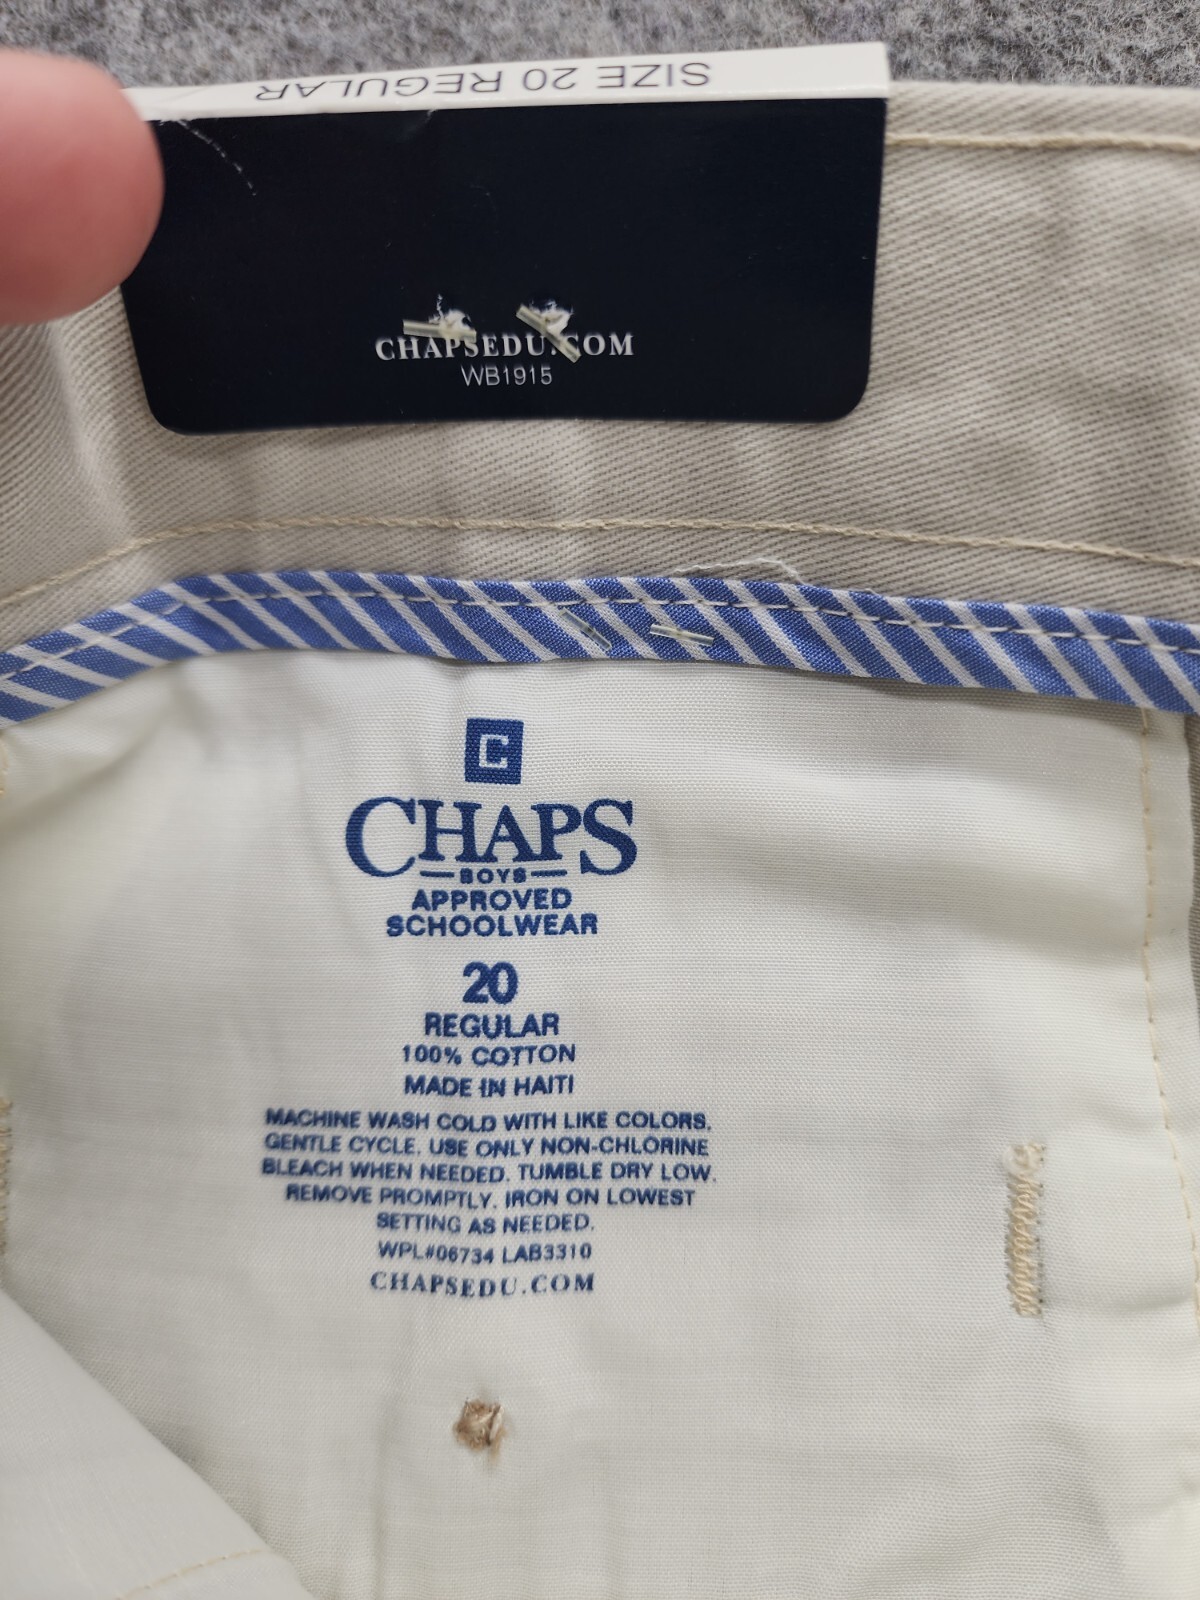 SIZE 20 REGULAR
CHAPSEDU.COM
WB1915
C
CHAPS
BOYS
APPROVED
SCHOOLWEAR
20
REGULAR
100% COTTON
MADE IN HAITI
MACHINE WASH COLD WITH LIKE COLORS.
GENTLE CYCLE. USE ONLY NON-CHLORINE
BLEACH WHEN NEEDED. TUMBLE DRY LOW.
REMOVE PROMPTLY. IRON ON LOWEST
SETTING AS NEEDED.
WPL#06734 LAB3310
CHAPSEDU.COM